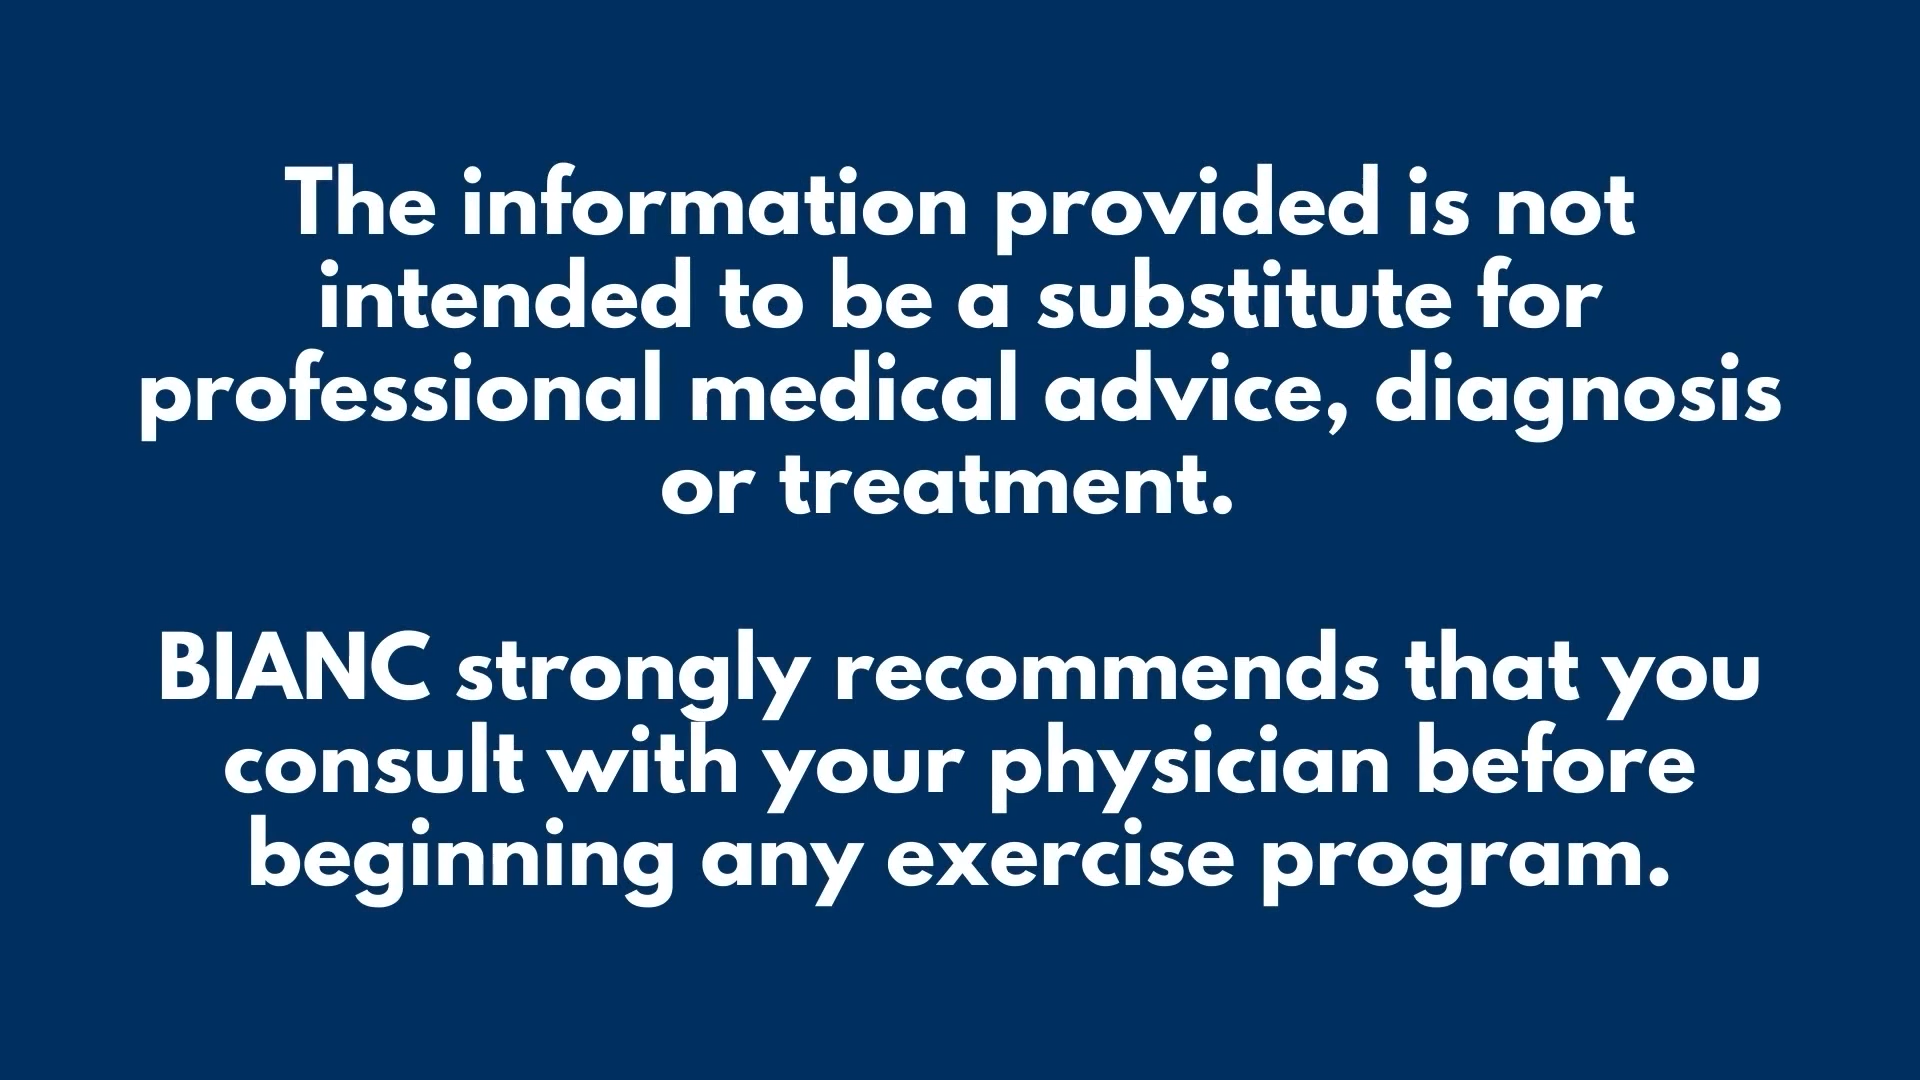 The information provided is not
intended to be a substitute for
professional medical advice, diagnosis
or treatment.
BIANC strongly recommends that you
consult with your physician before
beginning any exercise program.